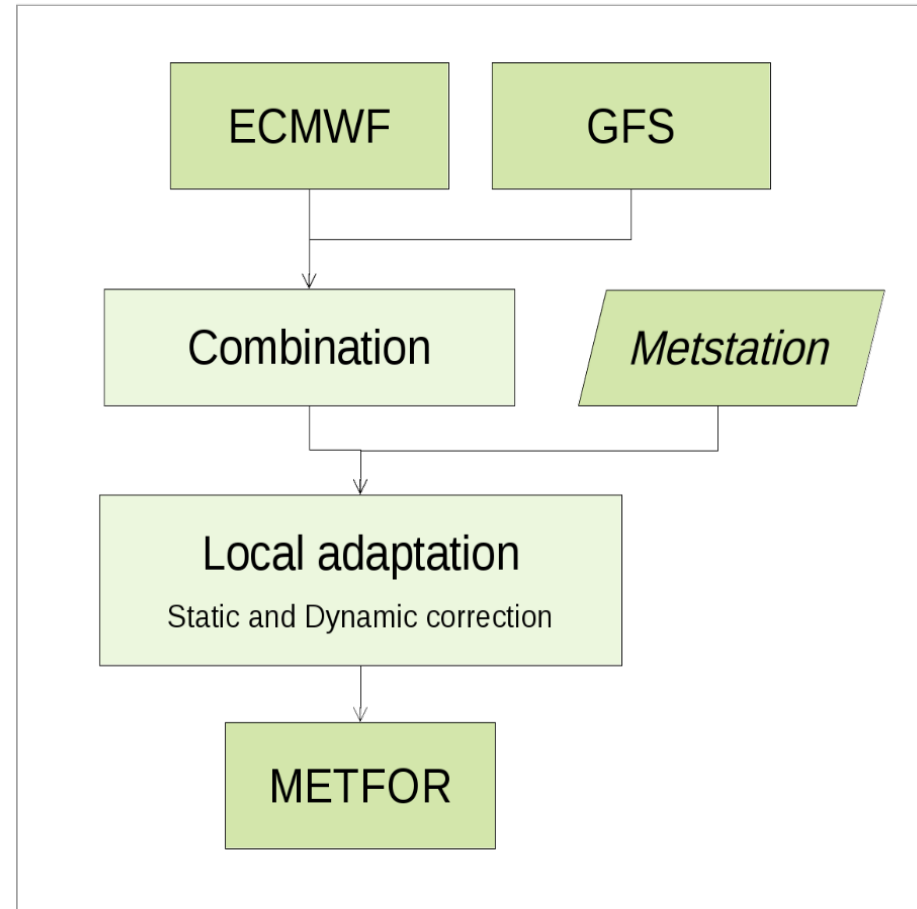 ECMWF
GFS
Combination
Metstation
Local adaptation
Static and Dynamic correction
METFOR